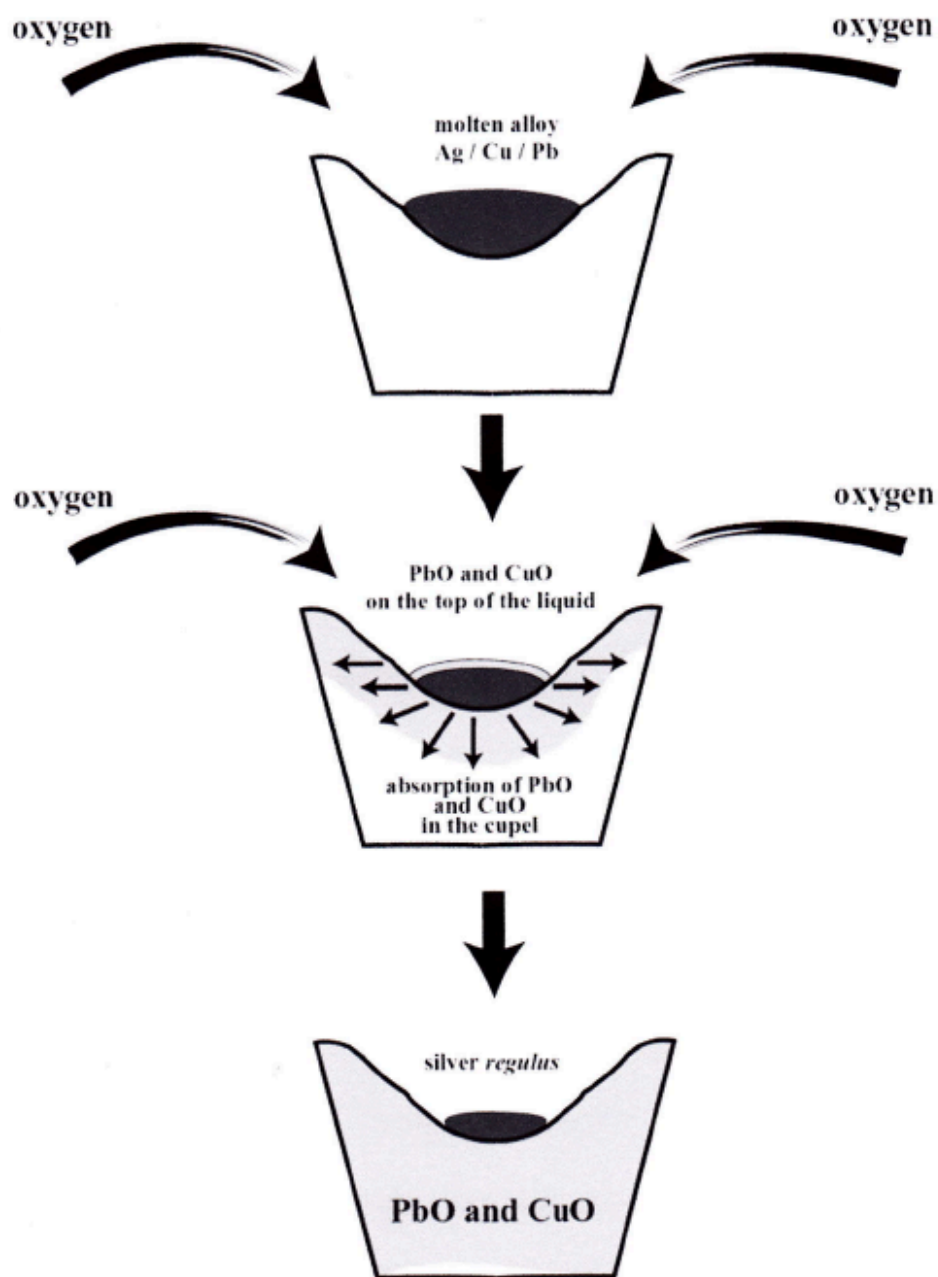 oxygen
oxygen
molten alloy
Ag / Cu / Pb
oxygen
oxygen
PbO and CuO
on the top of the liquid
absorption of PbO
and CuO
in the cupel
silver regulus
PbO and CuO